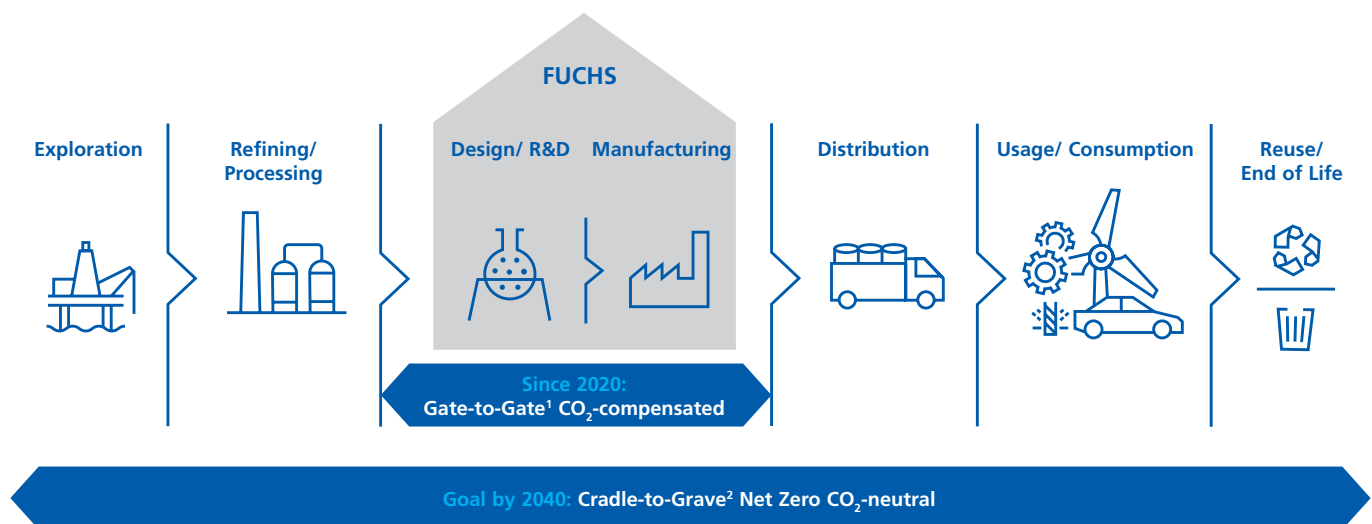 FUCHS
Exploration
Refining/
Processing
Design/ R&D
Manufacturing
Distribution
Usage/ Consumption
Reuse/
End of Life
Since 2020:
Gate-to-Gate¹ CO₂-compensated
Goal by 2040: Cradle-to-Grave² Net Zero CO₂-neutral